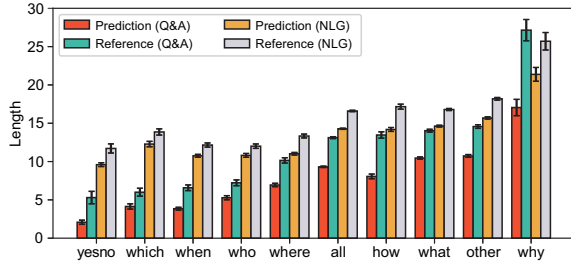 30
25
20
15
10
5
0
Length
Prediction (Q&A) Prediction (NLG)
Reference (Q&A) Reference (NLG)
yesno which when who where all how what other why